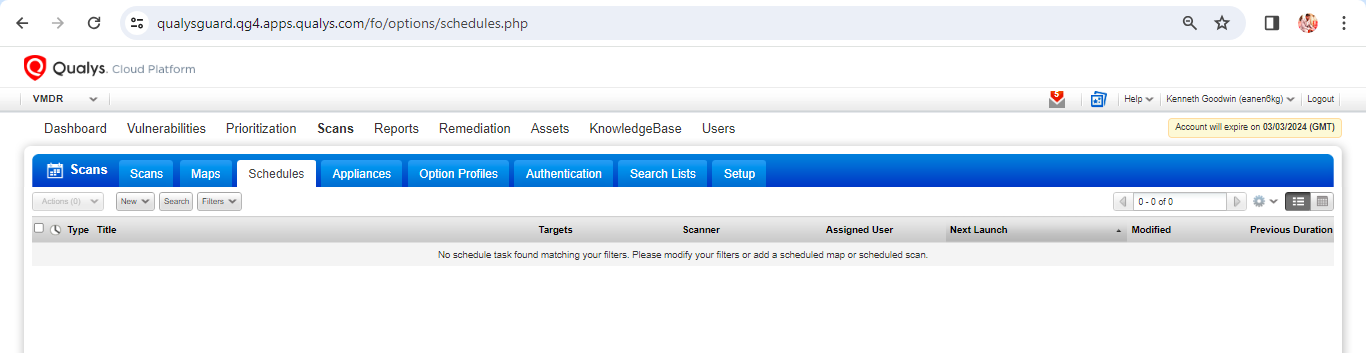 qualysguard.qg4.apps.qualys.com/fo/options/schedules.php
Qualys. Cloud Platform
VMDR 5 Help Kenneth Goodwin (eanen6kg) Logout
Dashboard Vulnerabilities Prioritization Scans Reports Remediation Assets KnowledgeBase Users
Account will expire on 03/03/2024 (GMT)
Scans Scans Maps Schedules Appliances Option Profiles Authentication Search Lists Setup
Actions (0) New Search Filters 0 - 0 of 0
Type Title Targets Scanner Assigned User Next Launch Modified Previous Duration
No schedule task found matching your filters. Please modify your filters or add a scheduled map or scheduled scan.